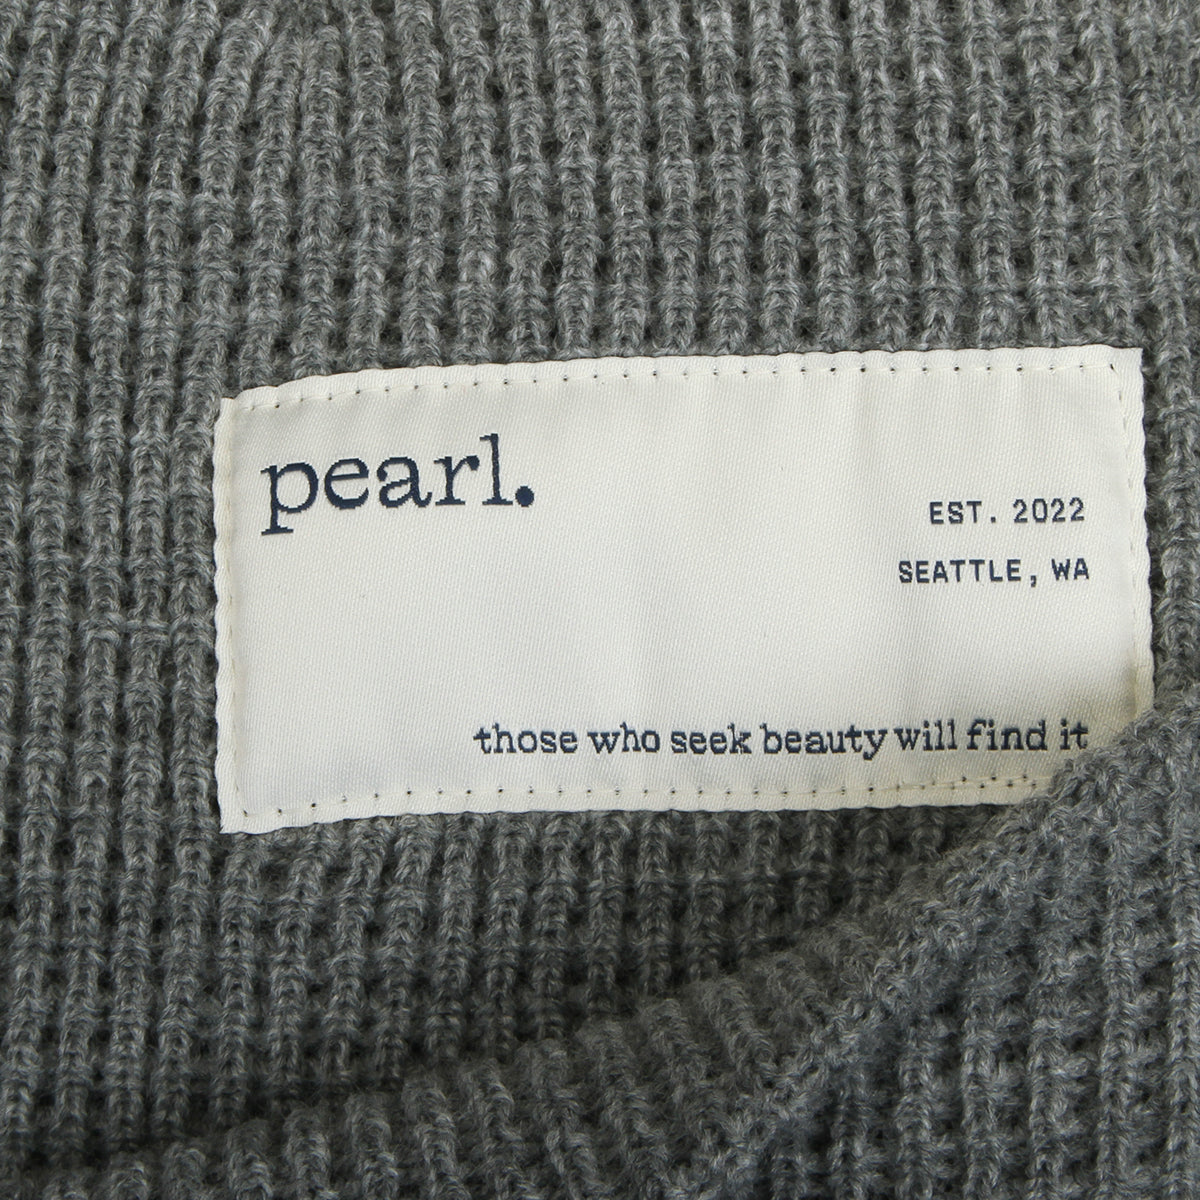 pearl.
EST. 2022
SEATTLE, WA
those who seek beauty will find it